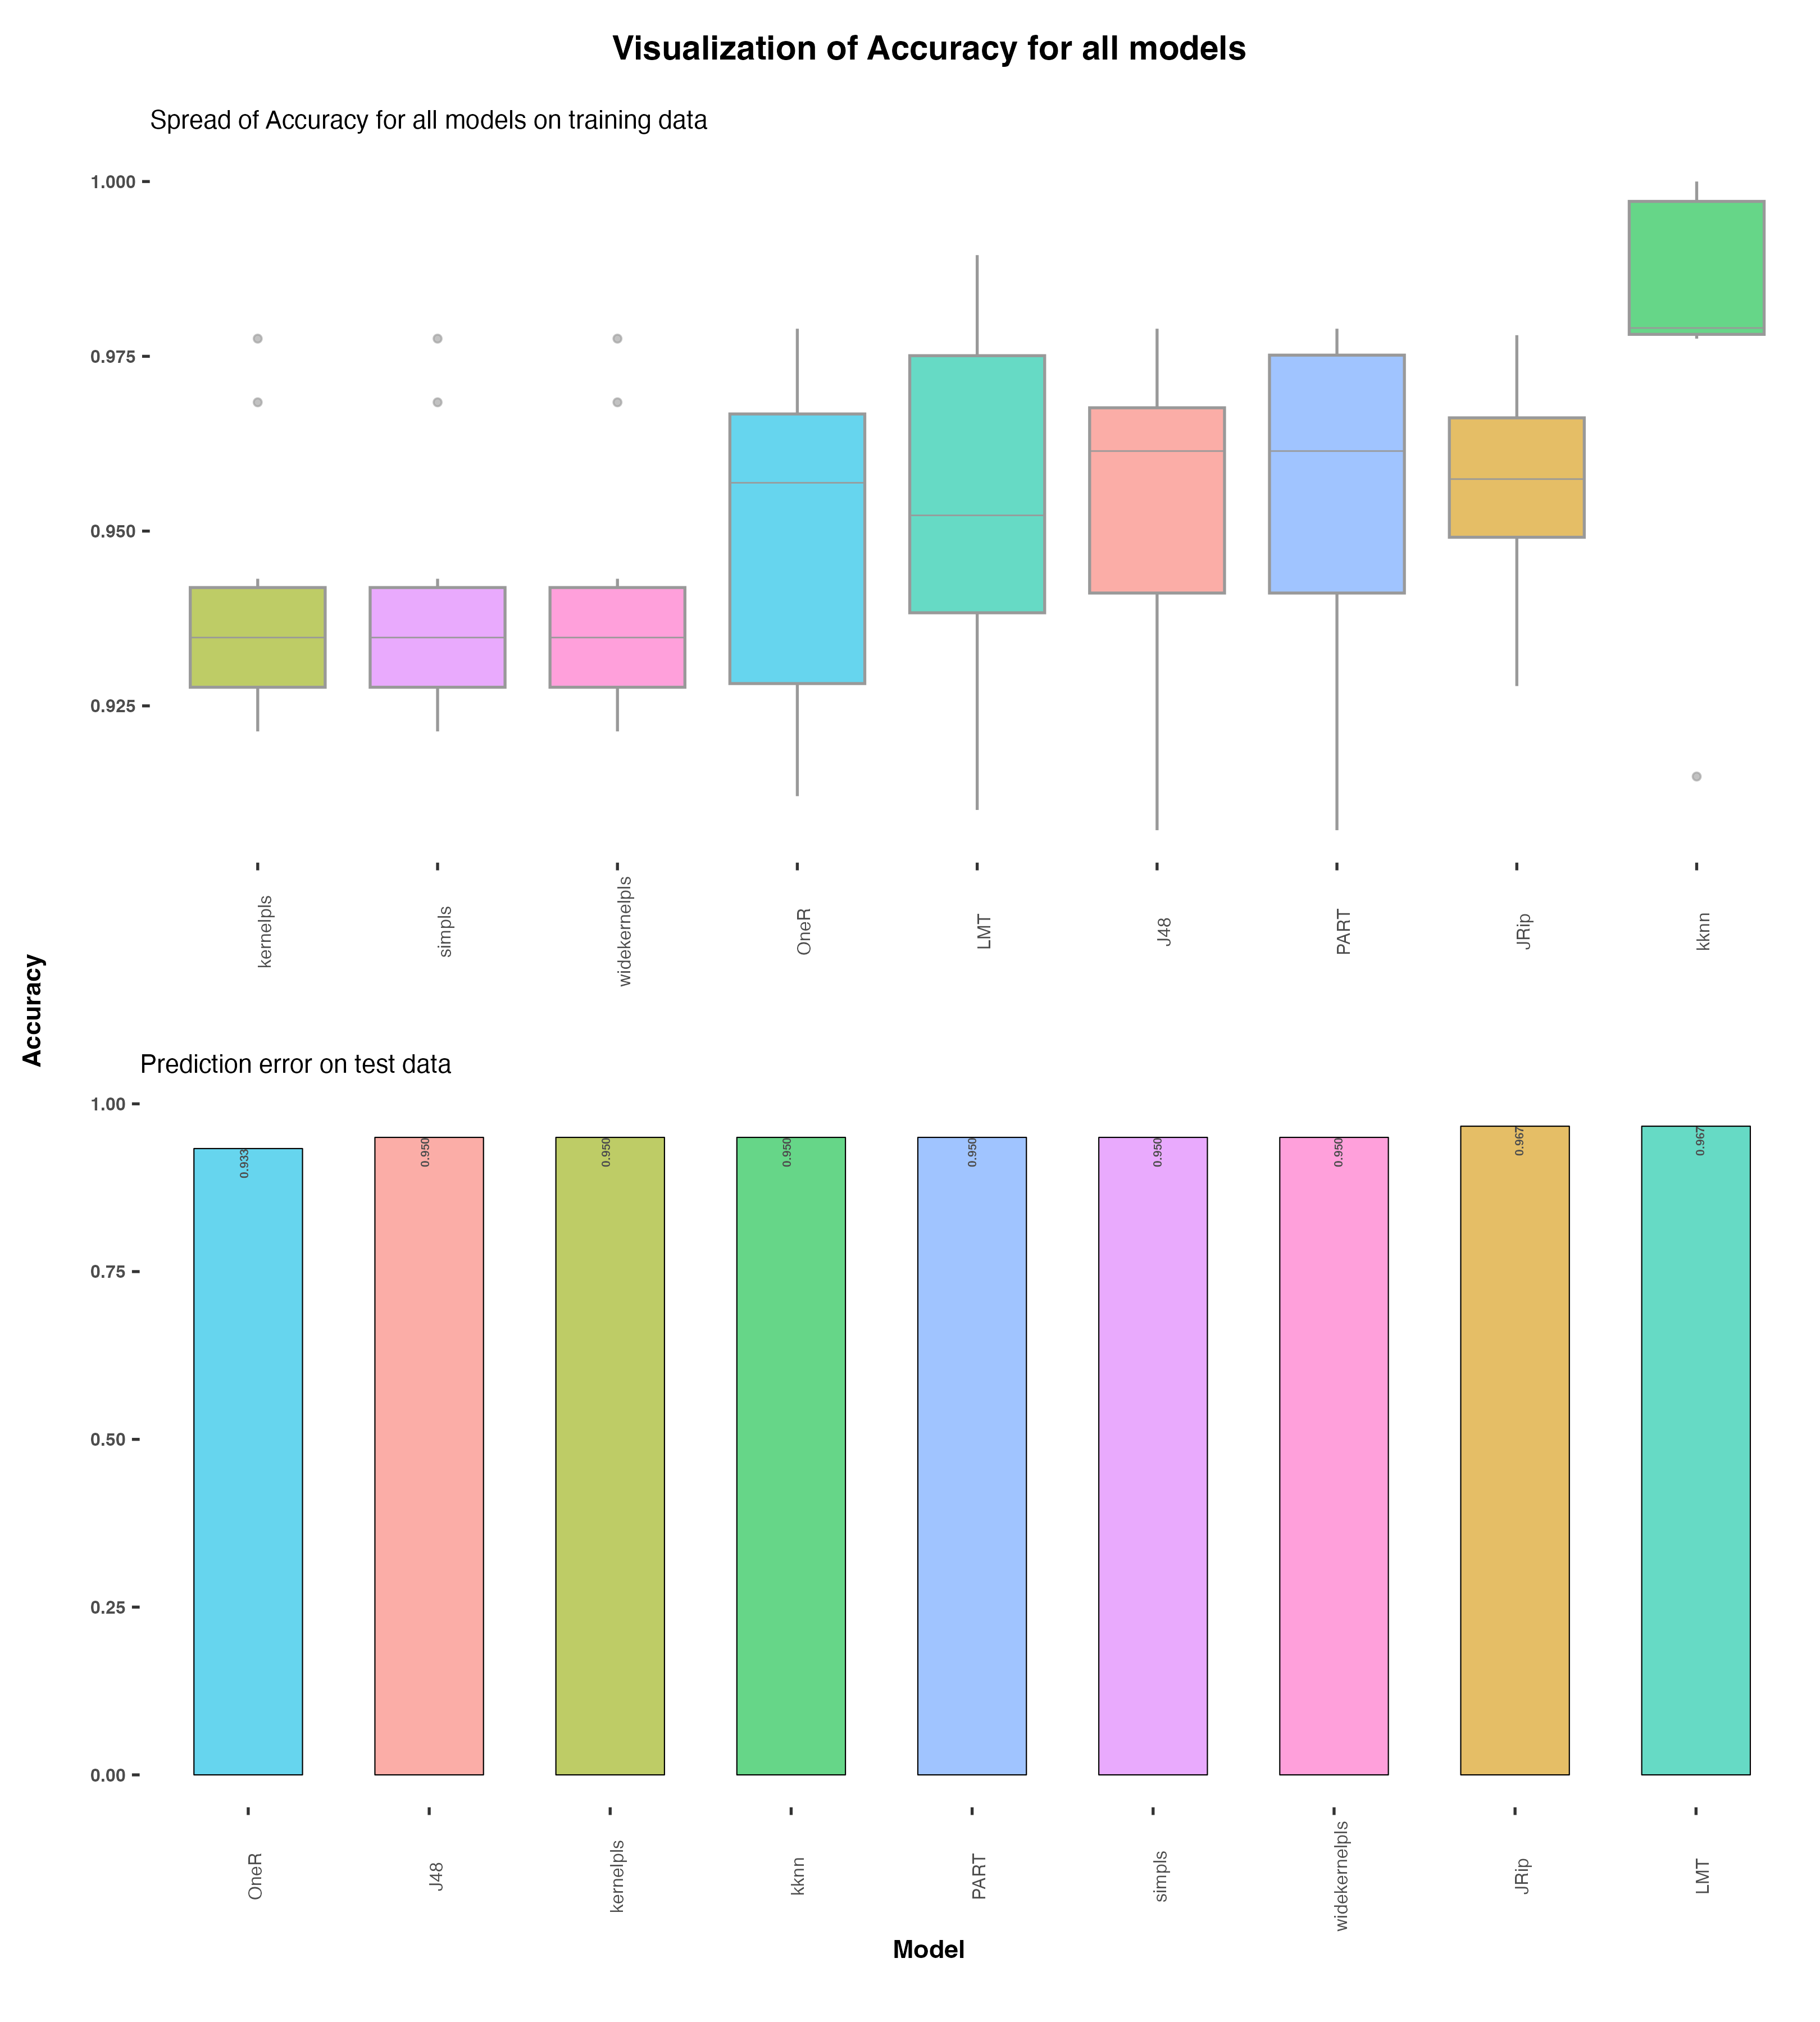 Visualization of Accuracy for all models
Spread of Accuracy for all models on training data
1.000
0.975
0.950
0.925
kernelpls
simpls
widekernelpls
OneR
LMT
J48
PART
JRip
kknn
Accuracy
Prediction error on test data
1.00
0.75
0.50
0.25
0.00
0.933
0.950
0.950
0.950
0.950
0.950
0.950
0.967
0.967
OneR
J48
kernelpls
kknn
PART
simpls
widekernelpls
JRip
LMT
Model